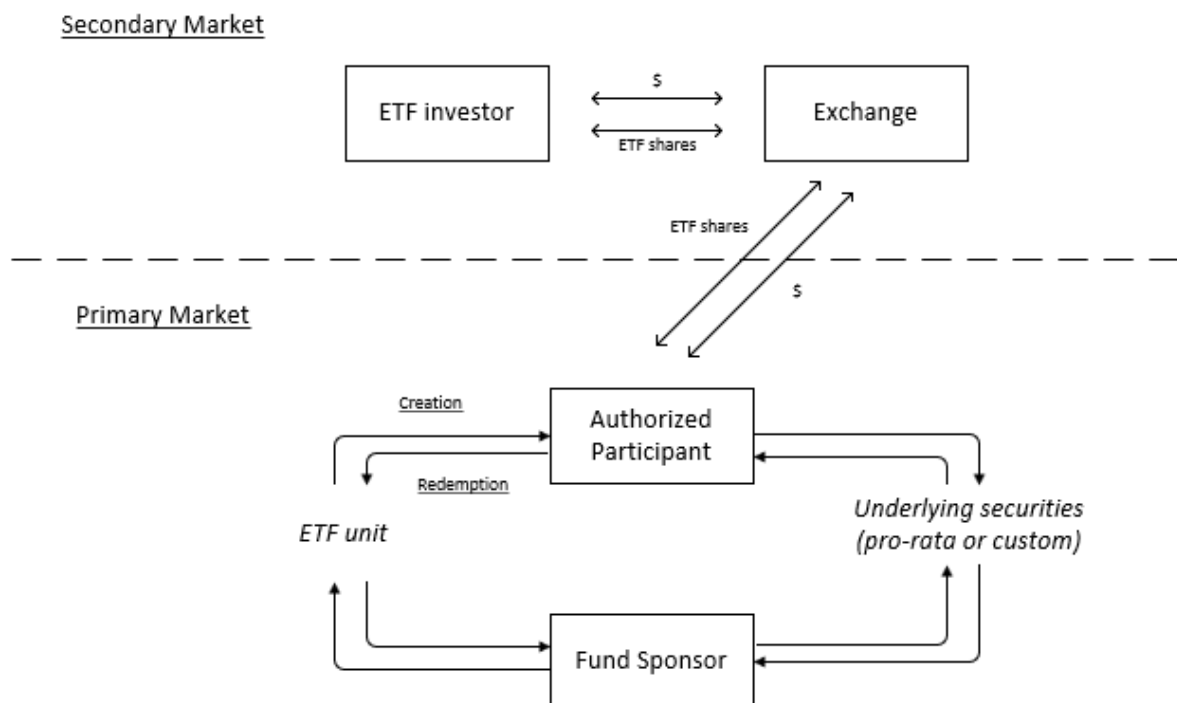 Secondary Market
ETF investor
$
ETF shares
Exchange
ETF shares
$
Primary Market
Creation
Redemption
Authorized
Participant
ETF unit
Underlying securities
(pro-rata or custom)
Fund Sponsor